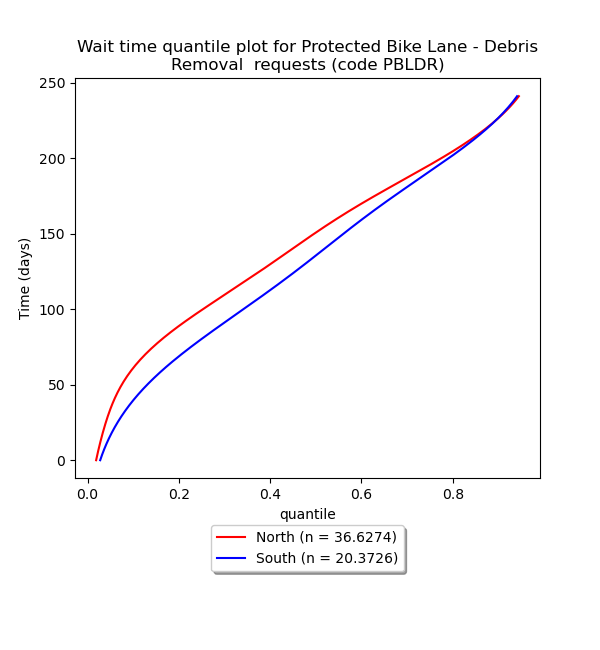 Wait time quantile plot for Protected Bike Lane - Debris
Removal  requests (code PBLDR)
250
200
150
100
50
0
Time (days)
0.0 0.2 0.4 0.6 0.8
quantile
North (n = 36.6274)
South (n = 20.3726)